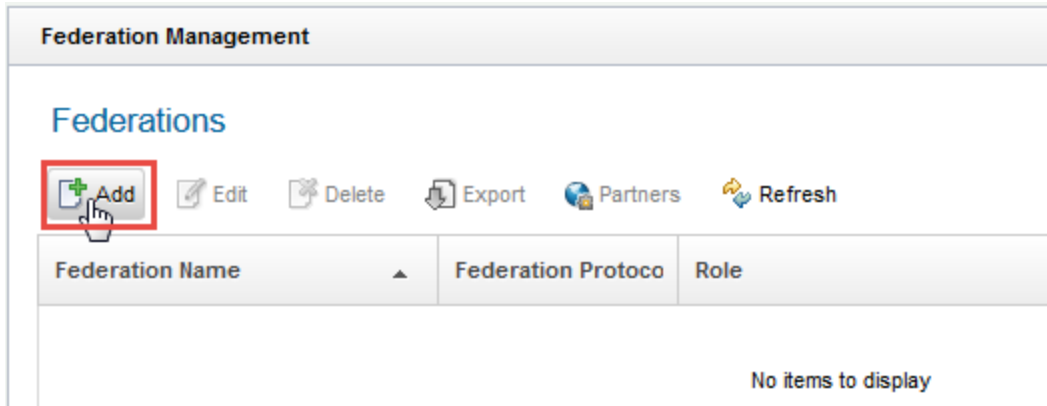 Federation Management
Federations
Add Edit Delete Export Partners Refresh
Federation Name Federation Protoco Role
No items to display